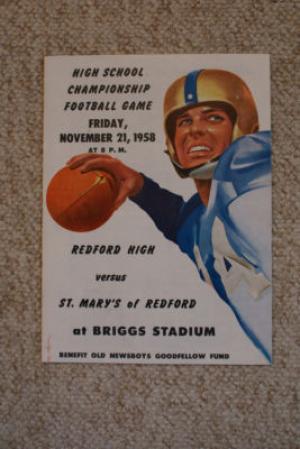 HIGH SCHOOL
CHAMPIONSHIP
FOOTBALL GAME
FRIDAY,
NOVEMBER 21, 1958
AT 8 P. M.
REDFORD HIGH
versus
ST. MARY'S of REDFORD
at BRIGGS STADIUM
BENEFIT OLD NEWSBOYS GOODFELLOW FUND